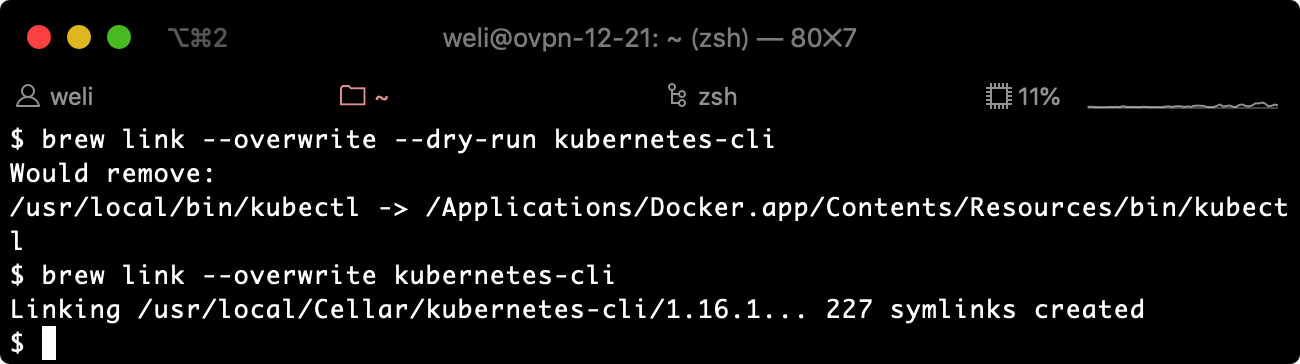 ⌥⌘2
weli@ovpn-12-21: ~ (zsh) — 80✕7
weli
~
zsh
11%
$ brew link --overwrite --dry-run kubernetes-cli
Would remove:
/usr/local/bin/kubectl -> /Applications/Docker.app/Contents/Resources/bin/kubect
l
$ brew link --overwrite kubernetes-cli
Linking /usr/local/Cellar/kubernetes-cli/1.16.1... 227 symlinks created
$